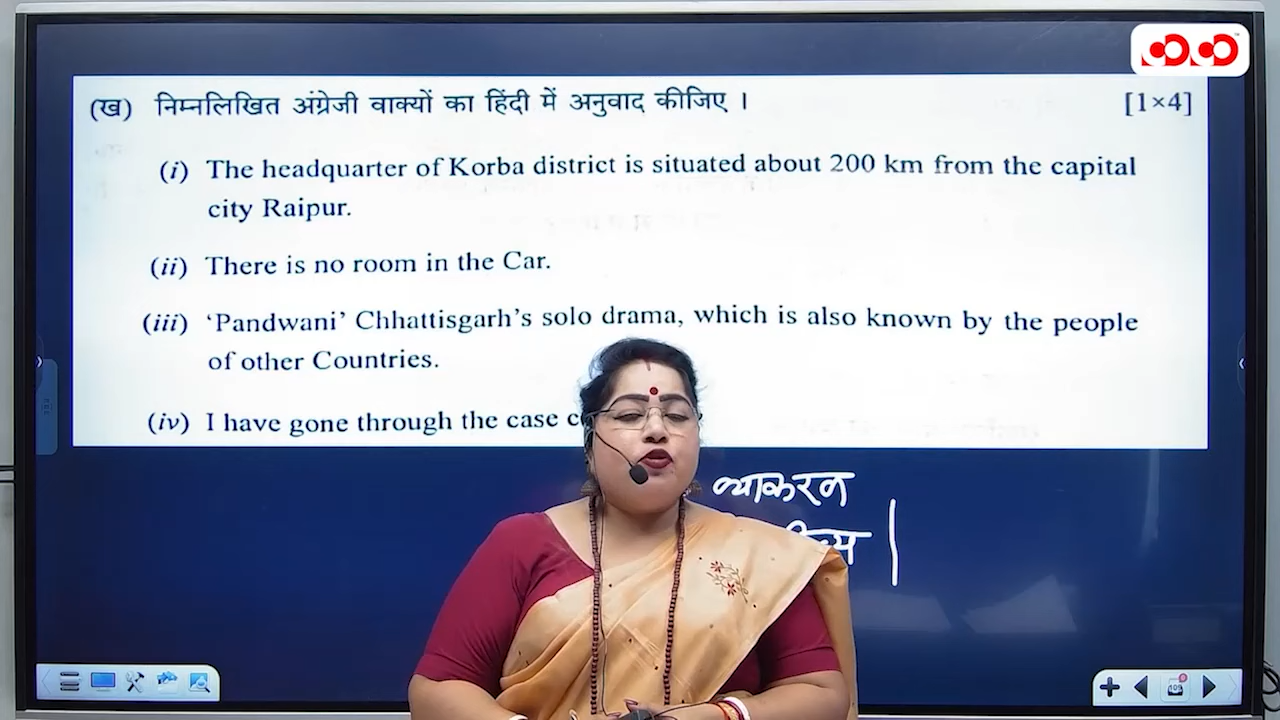 (ख) निम्नलिखित अंग्रेजी वाक्यों का हिंदी में अनुवाद कीजिए । [1×4]
(i) The headquarter of Korba district is situated about 200 km from the capital
city Raipur.
(ii) There is no room in the Car.
(iii) ‘Pandwani’ Chhattisgarh’s solo drama, which is also known by the people
of other Countries.
(iv) I have gone through the case
व्याकरण